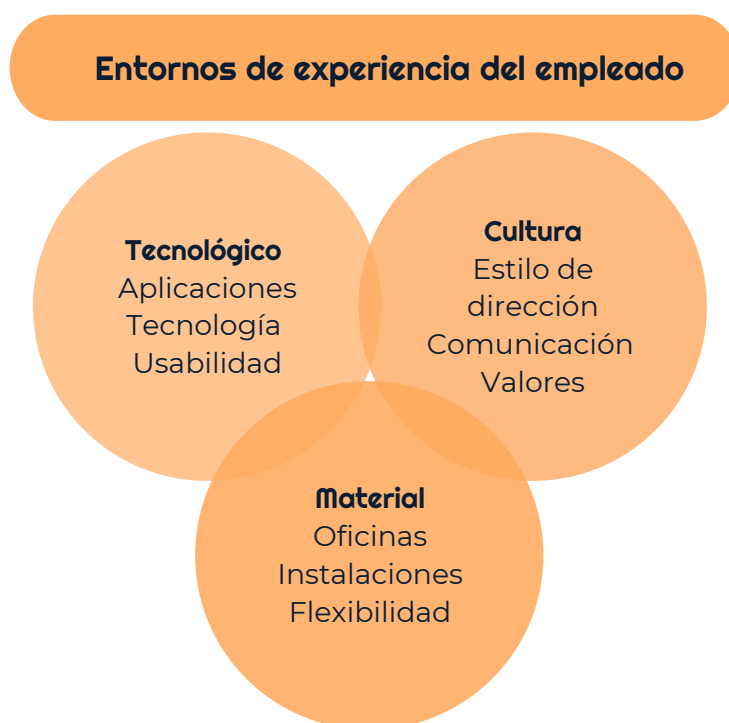 Entornos de experiencia del empleado
Tecnológico
Aplicaciones
Tecnología
Usabilidad
Cultura
Estilo de
dirección
Comunicación
Valores
Material
Oficinas
Instalaciones
Flexibilidad